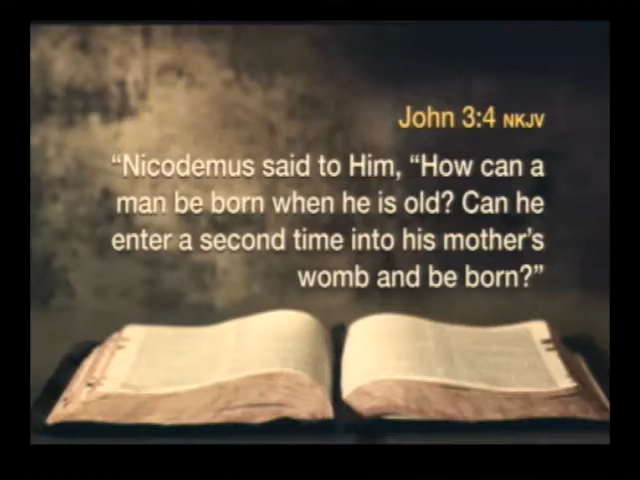 John 3:4 NKJV
“Nicodemus said to Him, “How can a
man be born when he is old? Can he
enter a second time into his mother’s
womb and be born?”